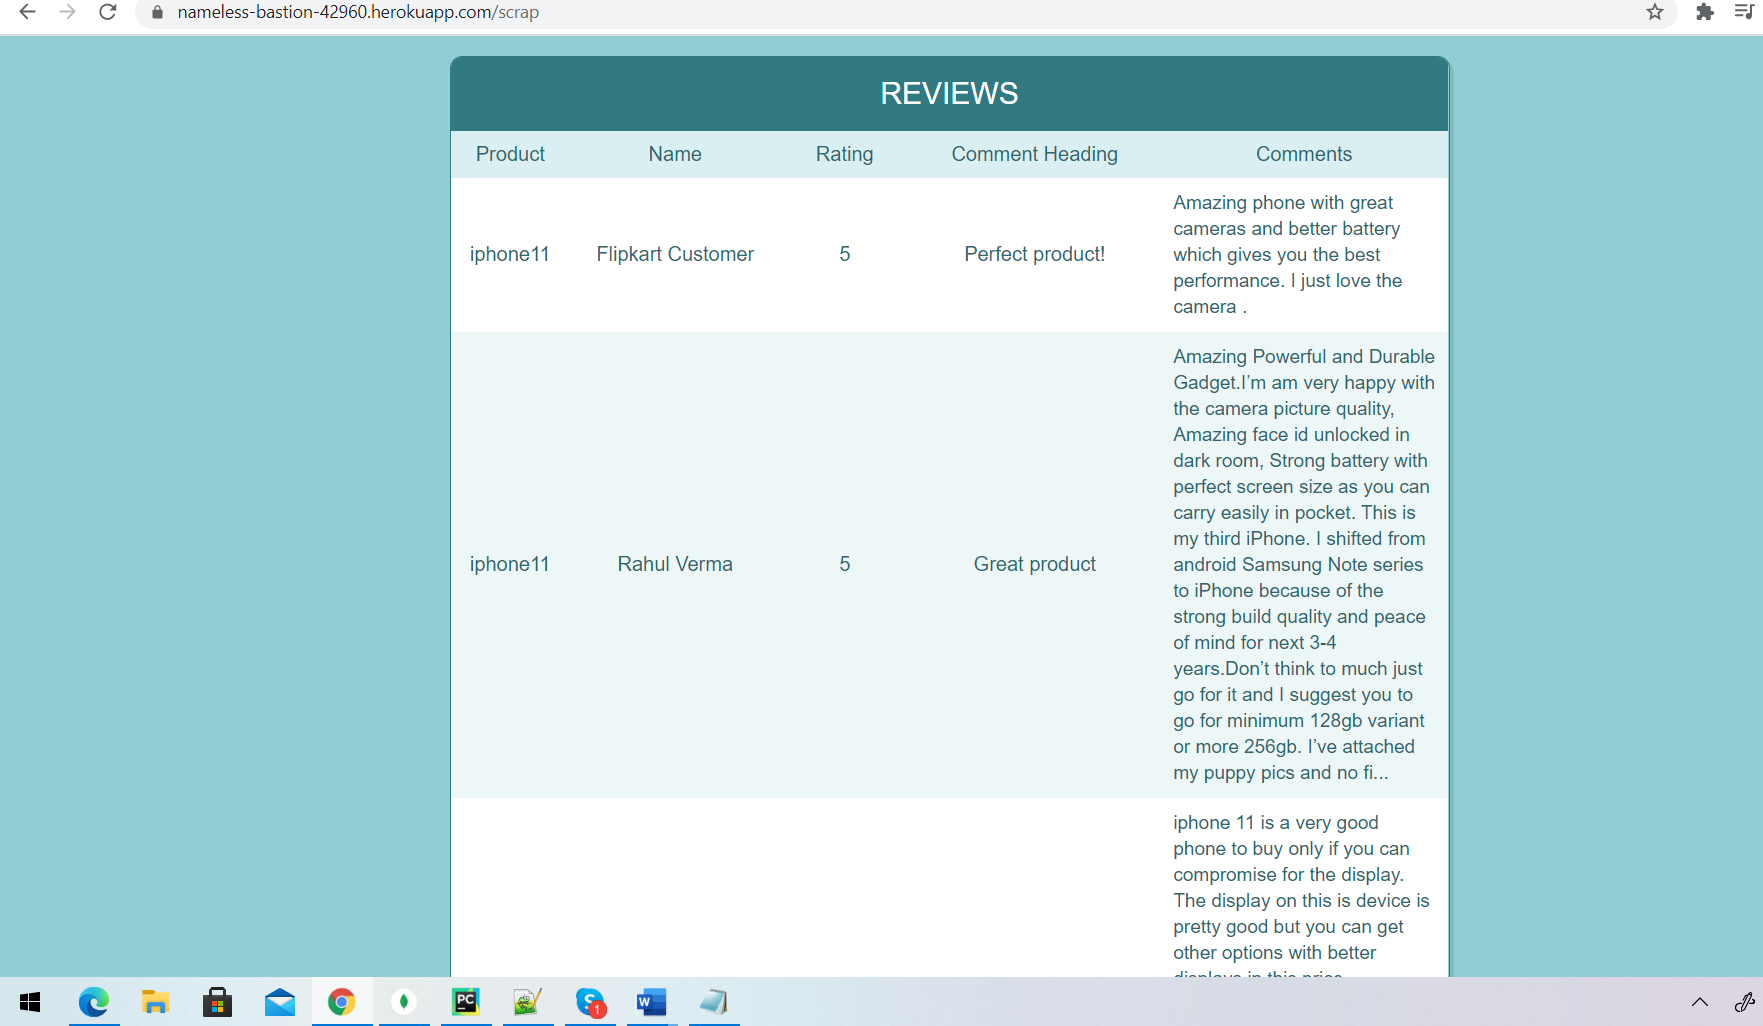 nameless-bastion-42960.herokuapp.com/scrap
REVIEWS
Product Name Rating Comment Heading Comments
iphone11 Flipkart Customer 5 Perfect product!
Amazing phone with great
cameras and better battery
which gives you the best
performance. I just love the
camera .
iphone11 Rahul Verma 5 Great product
Amazing Powerful and Durable
Gadget.I’m am very happy with
the camera picture quality,
Amazing face id unlocked in
dark room, Strong battery with
perfect screen size as you can
carry easily in pocket. This is
my third iPhone. I shifted from
android Samsung Note series
to iPhone because of the
strong build quality and peace
of mind for next 3-4
years.Don’t think to much just
go for it and I suggest you to
go for minimum 128gb variant
or more 256gb. I’ve attached
my puppy pics and no fi...
iphone 11 is a very good
phone to buy only if you can
compromise for the display.
The display on this is device is
pretty good but you can get
other options with better
displays in this price
PC
S
1
W